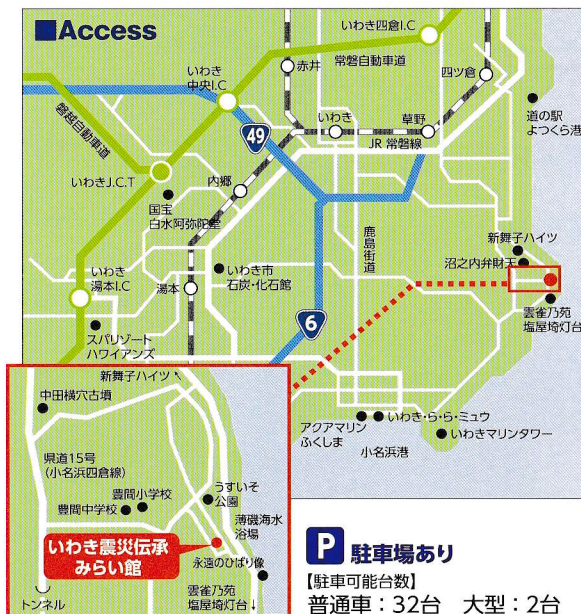 ■Access
いわき四倉I.C
いわき
中央I.C
赤井
常磐自動車道
四ツ倉
道の駅
よつくら港
磐越自動車道
49
いわき
草野
JR 常磐線
いわきJ.C.T
内郷
国宝
白水阿弥陀堂
鹿島街道
新舞子ハイツ
沼之内弁財天
いわき市
石炭・化石館
いわき
湯本I.C
湯本
6
雲雀乃苑
塩屋埼灯台
スパリゾート
ハワイアンズ
アクアマリン
ふくしま
いわき・ら・ら・ミュウ
小名浜港
いわきマリンタワー
新舞子ハイツ↖
中田横穴古墳
県道15号
(小名浜四倉線)
豊間小学校
豊間中学校
うすいそ
公園
薄磯海水
浴場
いわき震災伝承
みらい館
永遠のひばり像
雲雀乃苑
塩屋埼灯台↓
トンネル
P 駐車場あり
【駐車可能台数】
普通車：32台 大型：2台